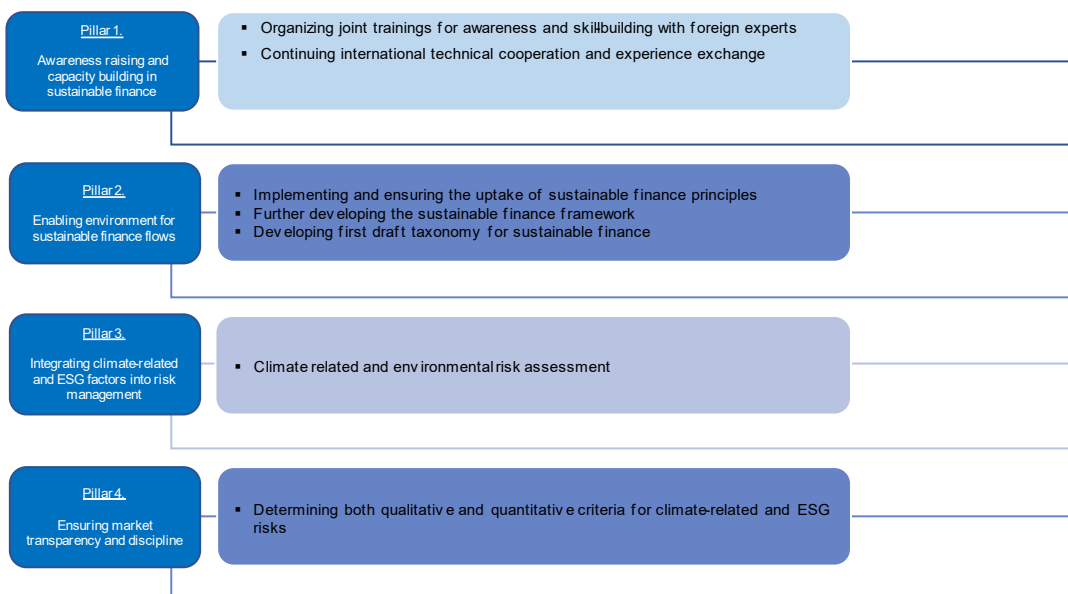 Pillar 1.
Awareness raising and
capacity building in
sustainable finance
▪ Organizing joint trainings for awareness and skill-building with foreign experts
▪ Continuing international technical cooperation and experience exchange
Pillar 2.
Enabling environment for
sustainable finance flows
▪ Implementing and ensuring the uptake of sustainable finance principles
▪ Further developing the sustainable finance framework
▪ Developing first draft taxonomy for sustainable finance
Pillar 3.
Integrating climate-related
and ESG factors into risk
management
▪ Climate related and environmental risk assessment
Pillar 4.
Ensuring market
transparency and discipline
▪ Determining both qualitative and quantitative criteria for climate-related and ESG
risks